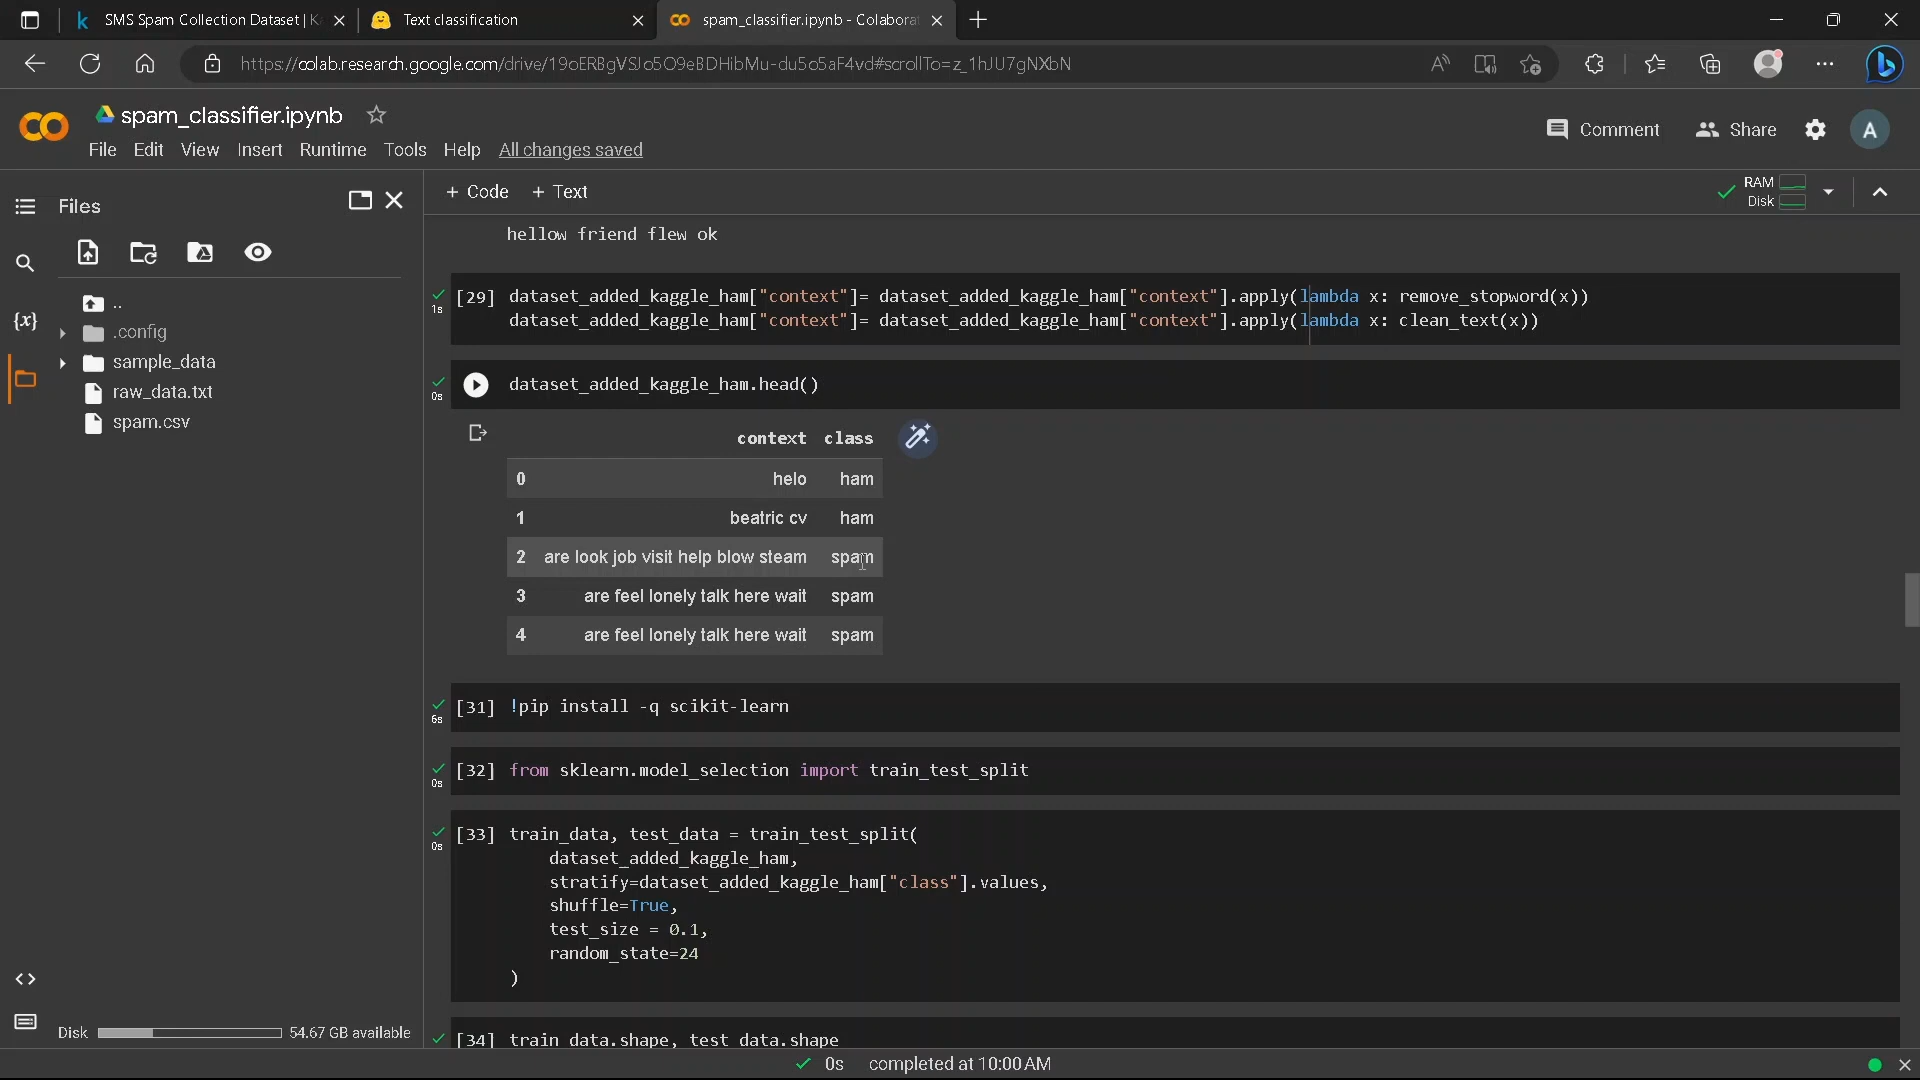 SMS Spam Collection Dataset | K
Text classification
spam_classifier.ipynb - Colabora
https://colab.research.google.com/drive/19oERBgVSJo5O9eBDHibMu-du5o5aF4vd#scrollTo=z_1hJU7gNXbN
spam_classifier.ipynb
Comment
Share
A
File Edit View Insert Runtime Tools Help All changes saved
Files
+ Code + Text
RAM
Disk
..
.config
sample_data
raw_data.txt
spam.csv
hellow friend flew ok
1s
[29] dataset_added_kaggle_ham["context"]= dataset_added_kaggle_ham["context"].apply(lambda x: remove_stopword(x))
dataset_added_kaggle_ham["context"]= dataset_added_kaggle_ham["context"].apply(lambda x: clean_text(x))
0s
dataset_added_kaggle_ham.head()
context class
0 helo ham
1 beatric cv ham
2 are look job visit help blow steam spam
3 are feel lonely talk here wait spam
4 are feel lonely talk here wait spam
6s
[31] !pip install -q scikit-learn
0s
[32] from sklearn.model_selection import train_test_split
0s
[33] train_data, test_data = train_test_split(
dataset_added_kaggle_ham,
stratify=dataset_added_kaggle_ham["class"].values,
shuffle=True,
test_size = 0.1,
random_state=24
)
[34] train_data.shape, test_data.shape
Disk 54.67 GB available
0s completed at 10:00 AM